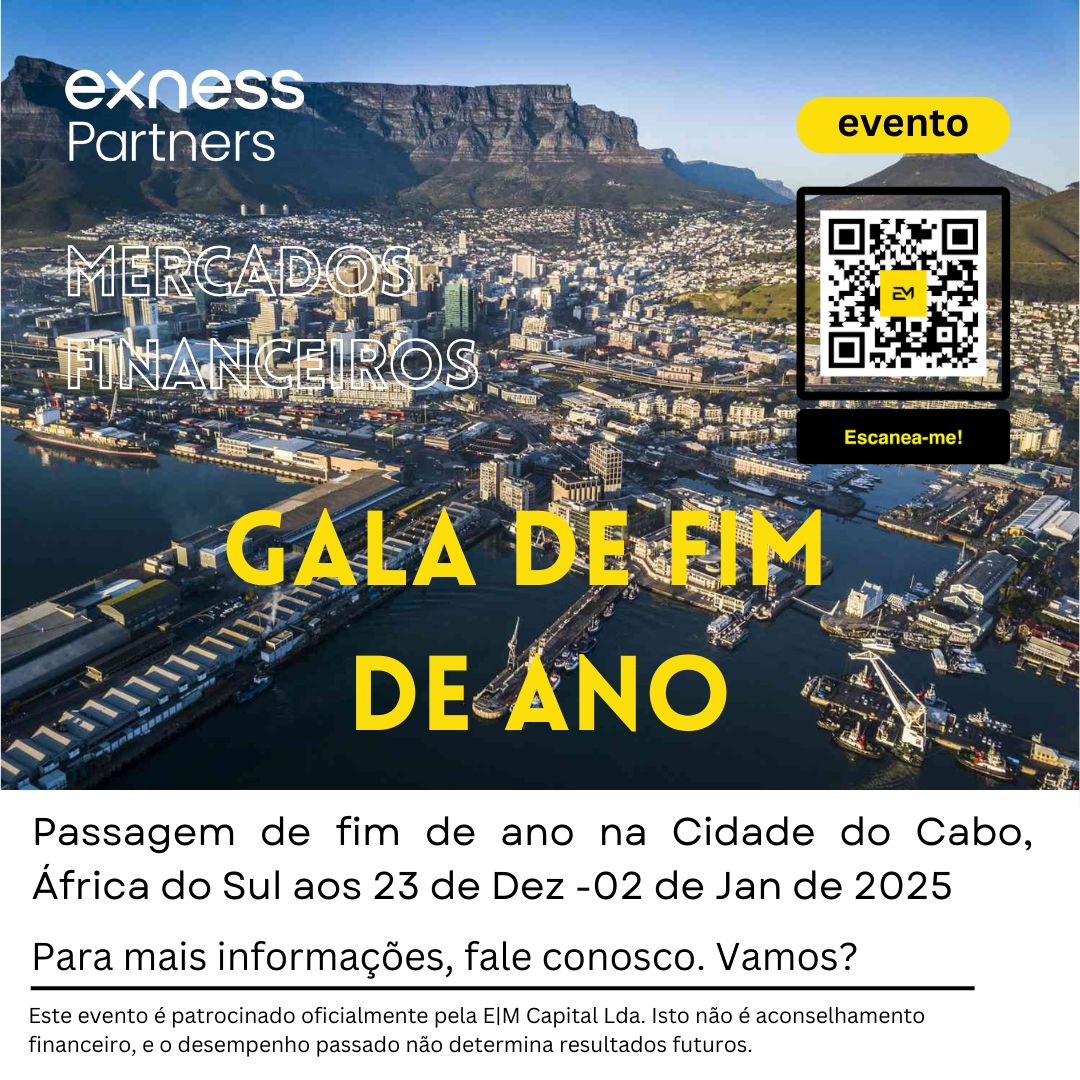 exness
Partners
evento
MERCADOS
FINANCEIROS
EM
Escanea-me!
GALA DE FIM
DE ANO
Passagem de fim de ano na Cidade do Cabo,
África do Sul aos 23 de Dez -02 de Jan de 2025
Para mais informações, fale conosco. Vamos?
Este evento é patrocinado oficialmente pela E|M Capital Lda. Isto não é aconselhamento
financeiro, e o desempenho passado não determina resultados futuros.